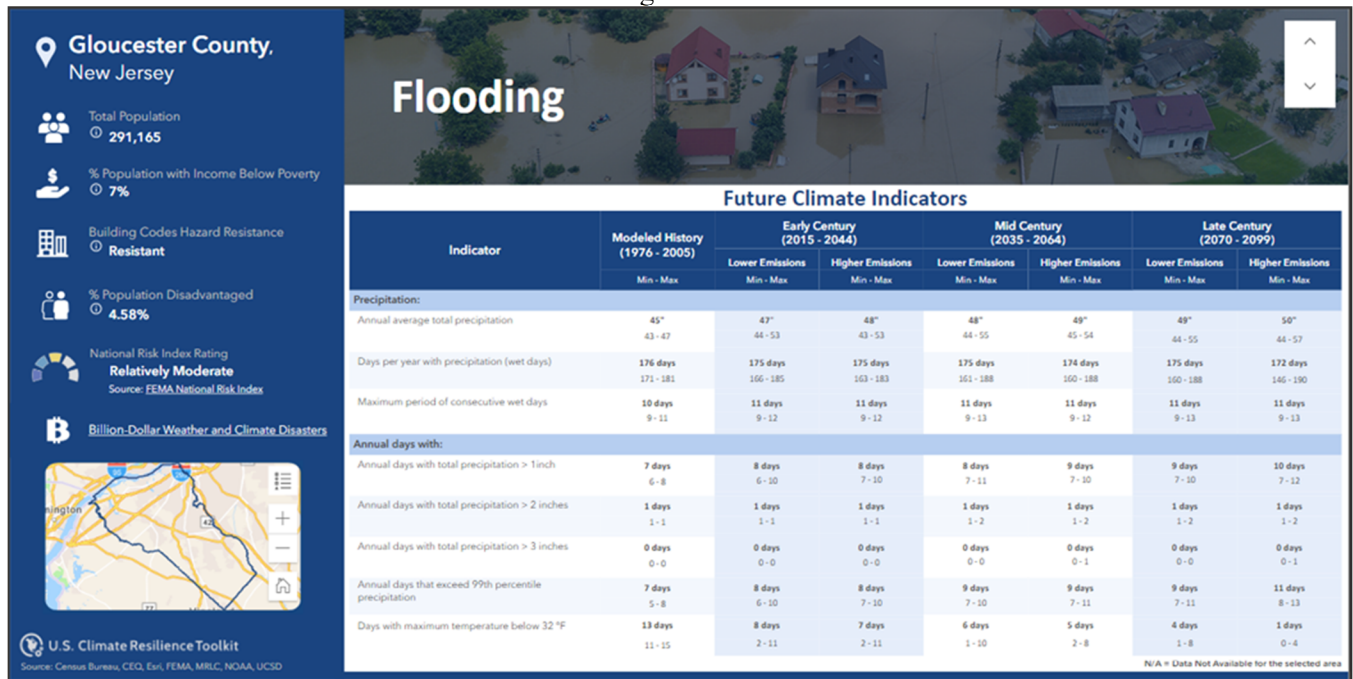 Gloucester County,
New Jersey
Total Population
291,165
% Population with Income Below Poverty
7%
Building Codes Hazard Resistance
Resistant
% Population Disadvantaged
4.58%
National Risk Index Rating
Relatively Moderate
Source: FEMA National Risk Index
Billion-Dollar Weather and Climate Disasters
95
42
77
U.S. Climate Resilience Toolkit
Source: Census Bureau, CEQ, Esri, FEMA, MRLC, NOAA, UCSD
Flooding
Future Climate Indicators
Indicator Modeled History (1976 - 2005) Early Century (2015 - 2044) Mid Century (2035 - 2064) Late Century (2070 - 2099)
Lower Emissions Higher Emissions Lower Emissions Higher Emissions Lower Emissions Higher Emissions
Min - Max Min - Max Min - Max Min - Max Min - Max Min - Max Min - Max
Precipitation:
Annual average total precipitation 45" 47" 48" 48" 49" 49" 50"
43 - 47 44 - 53 43 - 53 44 - 55 45 - 54 44 - 55 44 - 57
Days per year with precipitation (wet days) 176 days 175 days 175 days 175 days 174 days 175 days 172 days
171 - 181 166 - 185 163 - 183 161 - 188 160 - 188 160 - 188 146 - 190
Maximum period of consecutive wet days 10 days 11 days 11 days 11 days 11 days 11 days 11 days
9 - 11 9 - 12 9 - 12 9 - 13 9 - 12 9 - 13 9 - 13
Annual days with:
Annual days with total precipitation > 1inch 7 days 8 days 8 days 8 days 9 days 9 days 10 days
6 - 8 6 - 10 7 - 10 7 - 11 7 - 10 7 - 10 7 - 12
Annual days with total precipitation > 2 inches 1 days 1 days 1 days 1 days 1 days 1 days 1 days
1 - 1 1 - 1 1 - 1 1 - 2 1 - 2 1 - 2 1 - 2
Annual days with total precipitation > 3 inches 0 days 0 days 0 days 0 days 0 days 0 days 0 days
0 - 0 0 - 0 0 - 0 0 - 0 0 - 1 0 - 0 0 - 1
Annual days that exceed 99th percentile
precipitation 7 days 8 days 8 days 9 days 9 days 9 days 11 days
5 - 8 6 - 10 7 - 10 7 - 10 7 - 11 7 - 11 8 - 13
Days with maximum temperature below 32 °F 13 days 8 days 7 days 6 days 5 days 4 days 1 days
11 - 15 2 - 11 2 - 11 1 - 10 2 - 8 1 - 8 0 - 4
N/A = Data Not Available for the selected area